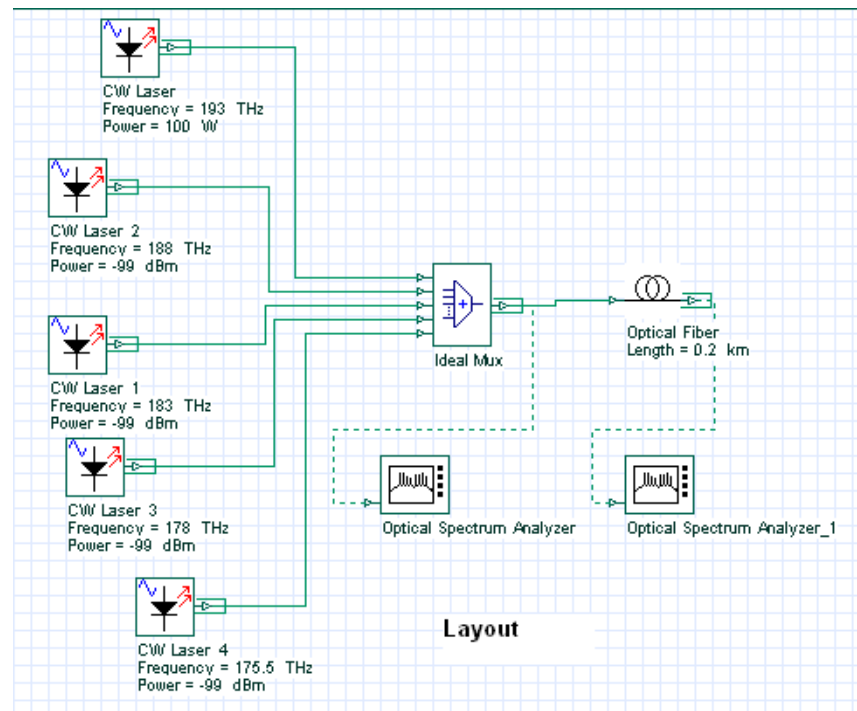 CW Laser
Frequency = 193 THz
Power = 100 W
CW Laser 2
Frequency = 188 THz
Power = -99 dBm
CW Laser 1
Frequency = 183 THz
Power = -99 dBm
CW Laser 3
Frequency = 178 THz
Power = -99 dBm
CW Laser 4
Frequency = 175.5 THz
Power = -99 dBm
Ideal Mux
Optical Fiber
Length = 0.2 km
Optical Spectrum Analyzer
Optical Spectrum Analyzer_1
Layout